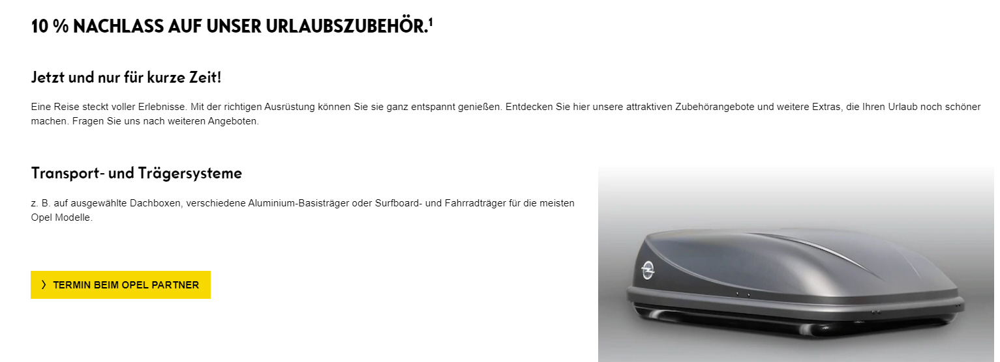 10 % NACHLASS AUF UNSER URLAUBSZUBEHÖR.¹
Jetzt und nur für kurze Zeit!
Eine Reise steckt voller Erlebnisse. Mit der richtigen Ausrüstung können Sie sie ganz entspannt genießen. Entdecken Sie hier unsere attraktiven Zubehörangebote und weitere Extras, die Ihren Urlaub noch schöner
machen. Fragen Sie uns nach weiteren Angeboten.
Transport- und Trägersysteme
z. B. auf ausgewählte Dachboxen, verschiedene Aluminium-Basisträger oder Surfboard- und Fahrradträger für die meisten
Opel Modelle.
TERMIN BEIM OPEL PARTNER